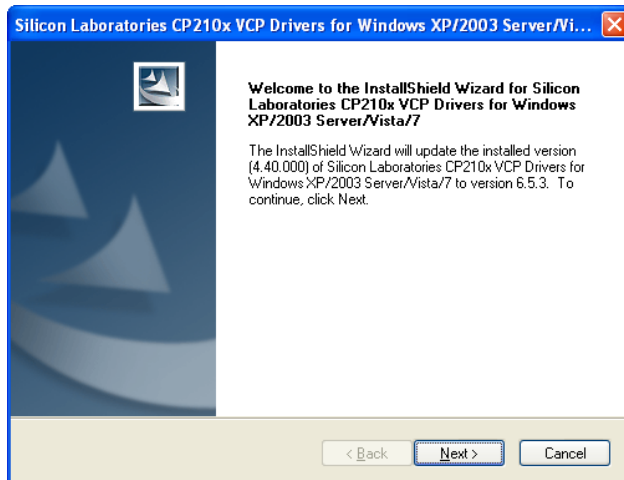 Silicon Laboratories CP210x VCP Drivers for Windows XP/2003 Server/Vi...
Welcome to the InstallShield Wizard for Silicon
Laboratories CP210x VCP Drivers for Windows
XP/2003 Server/Vista/7
The InstallShield Wizard will update the installed version
(4.40.000) of Silicon Laboratories CP210x VCP Drivers for
Windows XP/2003 Server/Vista/7 to version 6.5.3. To
continue, click Next.
< Back
Next >
Cancel